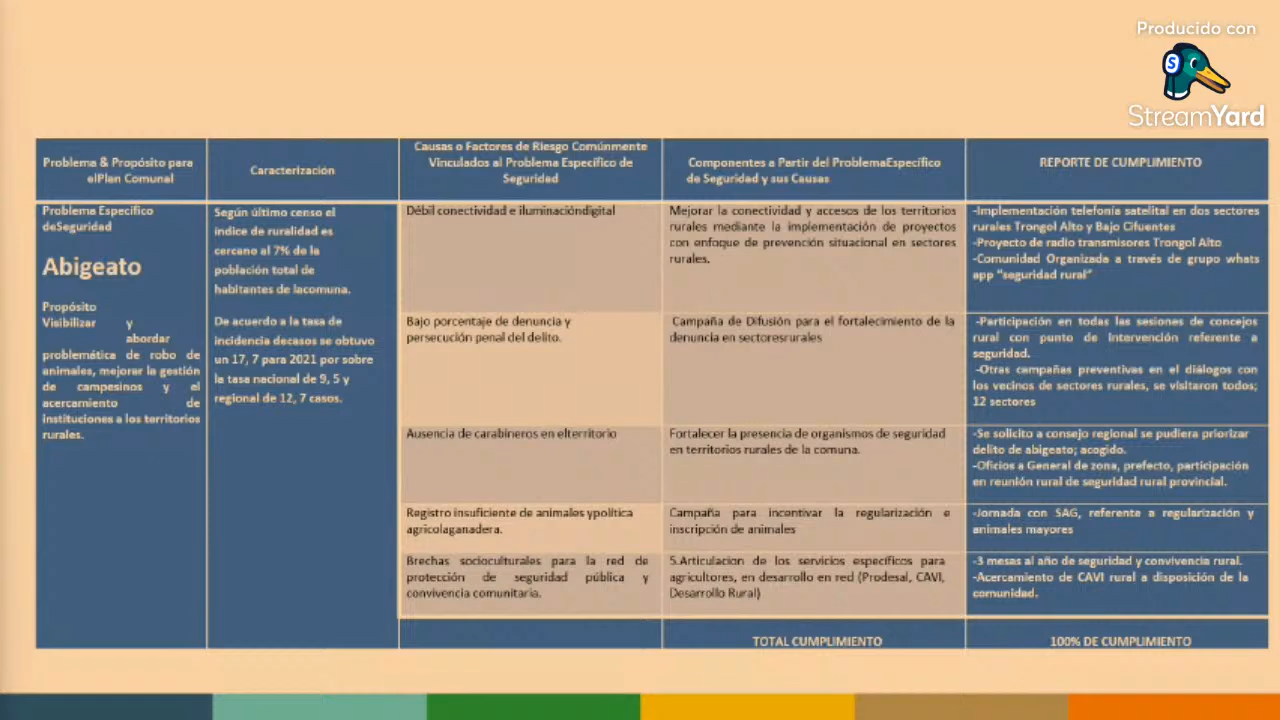 Producido con
StreamYard
Problema & Propósito para
elPlan Comunal
Caracterización
Causas o Factores de Riesgo Comúnmente
Vinculados al Problema Específico de
Seguridad
Componentes a Partir del ProblemaEspecífico
de Seguridad y sus Causas
REPORTE DE CUMPLIMIENTO
Problema Específico
deSeguridad
Abigeato
Propósito
Visibilizar y
abordar
problemática de robo de
animales, mejorar la gestión
de campesinos y el
acercamiento de
instituciones a los territorios
rurales.
Según último censo el
índice de ruralidad es
cercano al 7% de la
población total de
habitantes de lacomuna.
De acuerdo a la tasa de
incidencia decasos se obtuvo
un 17, 7 para 2021 por sobre
la tasa nacional de 9, 5 y
regional de 12, 7 casos.
Débil conectividad e iluminacióndigital
Mejorar la conectividad y accesos de los territorios
rurales mediante la implementación de proyectos
con enfoque de prevención situacional en sectores
rurales.
-Implementación telefonía satelital en dos sectores
rurales Trongol Alto y Bajo Cifuentes
-Proyecto de radio transmisores Trongol Alto
-Comunidad Organizada a través de grupo whats
app "seguridad rural"
Bajo porcentaje de denuncia y
persecución penal del delito.
Campaña de Difusión para el fortalecimiento de la
denuncia en sectoresrurales
-Participación en todas las sesiones de concejos
rural con punto de intervención referente a
seguridad.
-Otras campañas preventivas en el diálogos con
los vecinos de sectores rurales, se visitaron todos;
12 sectores
Ausencia de carabineros en elterritorio
Fortalecer la presencia de organismos de seguridad
en territorios rurales de la comuna.
-Se solicito a consejo regional se pudiera priorizar
delito de abigeato; acogido.
-Oficios a General de zona, prefecto, participación
en reunión rural de seguridad rural provincial.
Registro insuficiente de animales ypolítica
agricolaganadera.
Campaña para incentivar la regularización e
inscripción de animales
-Jornada con SAG, referente a regularización y
animales mayores
Brechas socioculturales para la red de
protección de seguridad pública y
convivencia comunitaria.
5.Articulacion de los servicios específicos para
agricultores, en desarrollo en red (Prodesal, CAVI,
Desarrollo Rural)
-3 mesas al año de seguridad y convivencia rural.
-Acercamiento de CAVI rural a disposición de la
comunidad.
TOTAL CUMPLIMIENTO
100% DE CUMPLIMIENTO